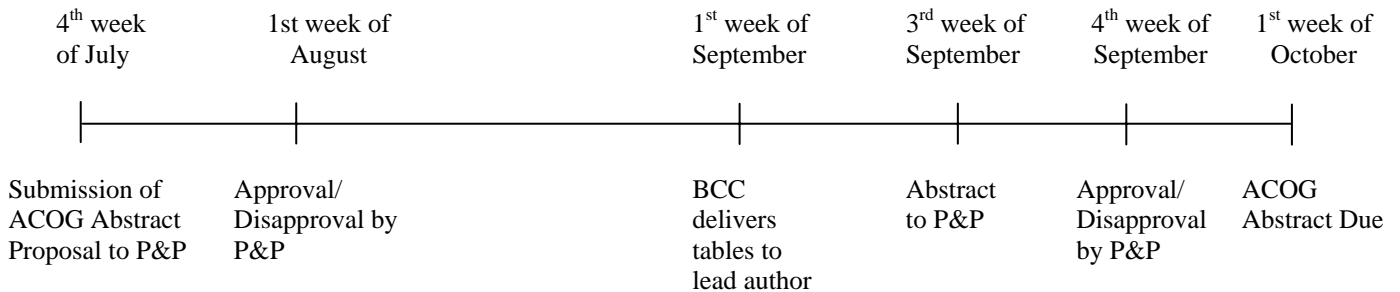 4th week
of July
1st week of
August
1st week of
September
3rd week of
September
4th week of
September
1st week of
October
Submission of
ACOG Abstract
Proposal to P&P
Approval/
Disapproval by
P&P
BCC
delivers
tables to
lead author
Abstract
to P&P
Approval/
Disapproval
by P&P
ACOG
Abstract Due